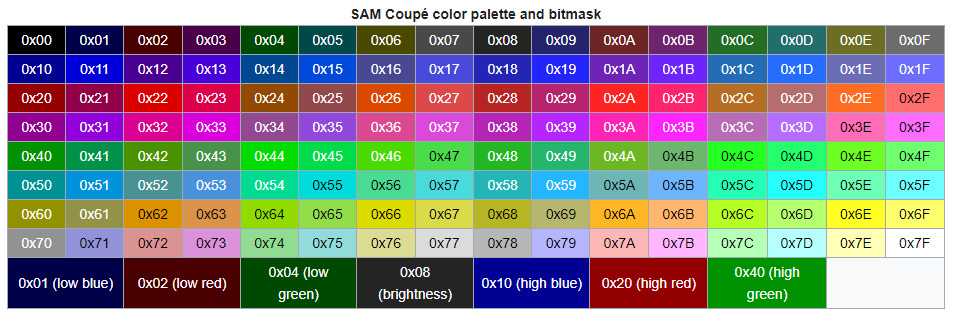 SAM Coupé color palette and bitmask
0x00 0x01 0x02 0x03 0x04 0x05 0x06 0x07 0x08 0x09 0x0A 0x0B 0x0C 0x0D 0x0E 0x0F
0x10 0x11 0x12 0x13 0x14 0x15 0x16 0x17 0x18 0x19 0x1A 0x1B 0x1C 0x1D 0x1E 0x1F
0x20 0x21 0x22 0x23 0x24 0x25 0x26 0x27 0x28 0x29 0x2A 0x2B 0x2C 0x2D 0x2E 0x2F
0x30 0x31 0x32 0x33 0x34 0x35 0x36 0x37 0x38 0x39 0x3A 0x3B 0x3C 0x3D 0x3E 0x3F
0x40 0x41 0x42 0x43 0x44 0x45 0x46 0x47 0x48 0x49 0x4A 0x4B 0x4C 0x4D 0x4E 0x4F
0x50 0x51 0x52 0x53 0x54 0x55 0x56 0x57 0x58 0x59 0x5A 0x5B 0x5C 0x5D 0x5E 0x5F
0x60 0x61 0x62 0x63 0x64 0x65 0x66 0x67 0x68 0x69 0x6A 0x6B 0x6C 0x6D 0x6E 0x6F
0x70 0x71 0x72 0x73 0x74 0x75 0x76 0x77 0x78 0x79 0x7A 0x7B 0x7C 0x7D 0x7E 0x7F
0x01 (low blue)
0x02 (low red)
0x04 (low
green)
0x08
(brightness)
0x10 (high blue)
0x20 (high red)
0x40 (high
green)